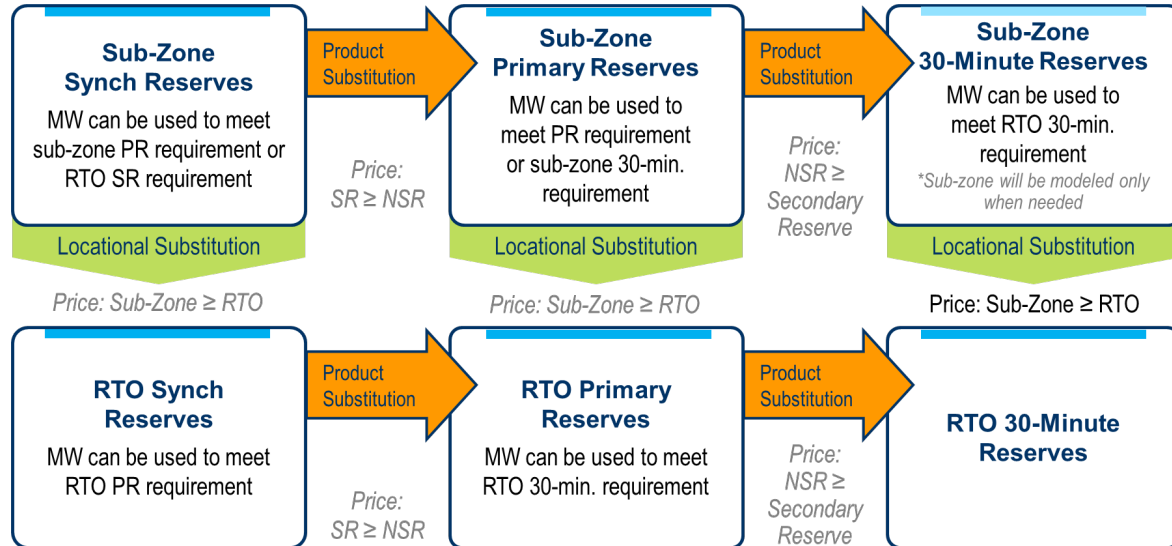 Sub-Zone
Synch Reserves
MW can be used to meet
sub-zone PR requirement or
RTO SR requirement
Product
Substitution
Price:
SR ≥ NSR
Sub-Zone
Primary Reserves
MW can be used to
meet PR requirement
or sub-zone 30-min.
requirement
Product
Substitution
Price:
NSR ≥
Secondary
Reserve
Sub-Zone
30-Minute Reserves
MW can be used to
meet RTO 30-min.
requirement
*Sub-zone will be modeled only
when needed
Locational Substitution
Price: Sub-Zone ≥ RTO
Locational Substitution
Price: Sub-Zone ≥ RTO
Locational Substitution
Price: Sub-Zone ≥ RTO
RTO Synch
Reserves
MW can be used to meet
RTO PR requirement
Product
Substitution
Price:
SR ≥ NSR
RTO Primary
Reserves
MW can be used to meet
RTO 30-min. requirement
Product
Substitution
Price:
NSR ≥
Secondary
Reserve
RTO 30-Minute
Reserves